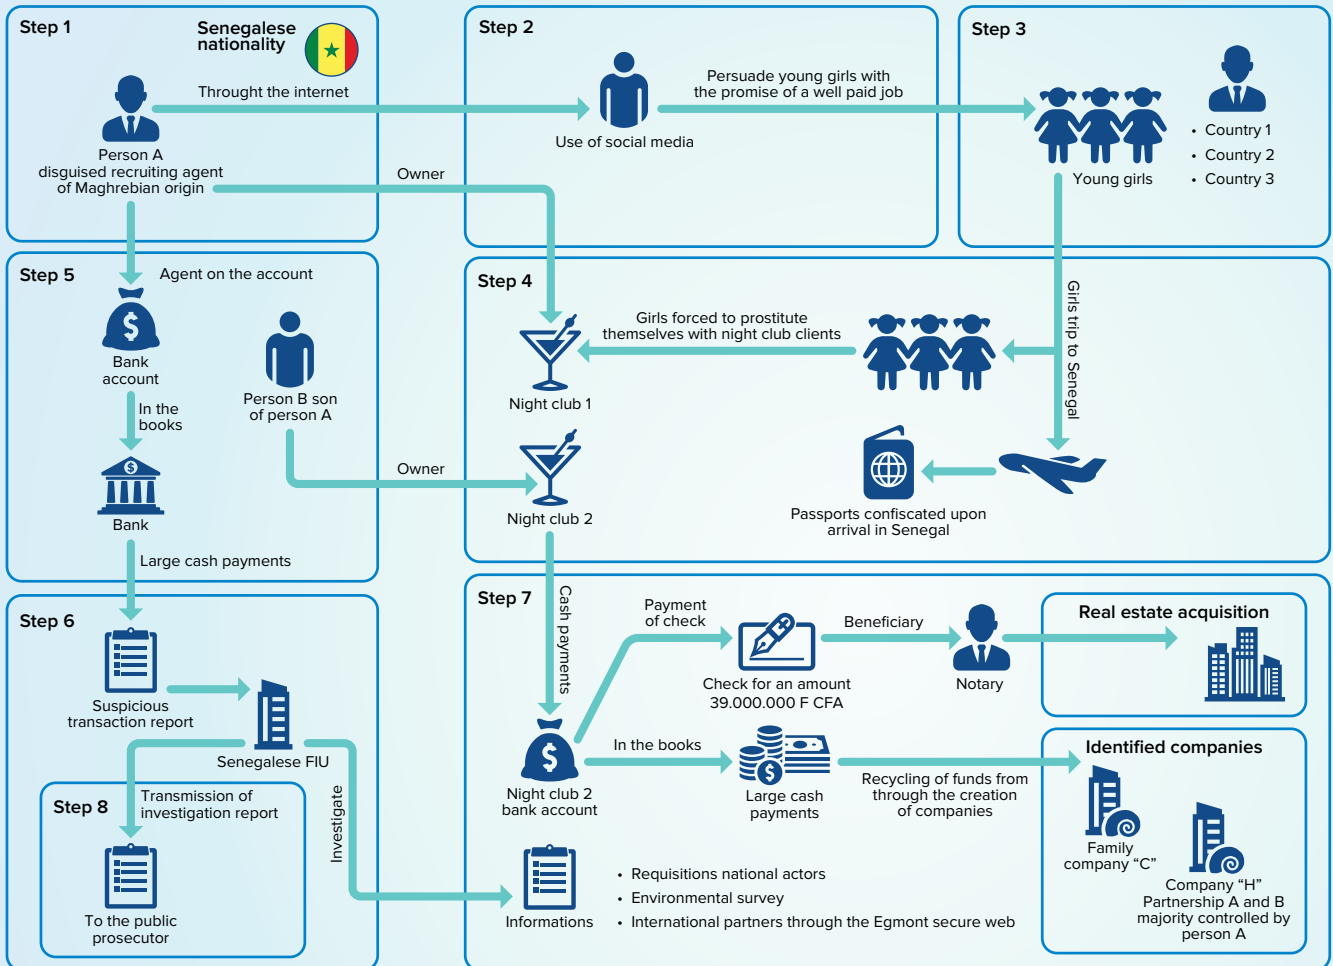 Step 1
Senegalese
nationality
Throught the internet
Person A
disguised recruiting agent
of Maghrebian origin
Owner
Step 2
Use of social media
Persuade young girls with
the promise of a well paid job
Step 3
Young girls
• Country 1
• Country 2
• Country 3
Step 5
Agent on the account
Bank
account
In the
books
Bank
Person B son
of person A
Owner
Large cash payments
Step 4
Girls forced to prostitute
themselves with night club clients
Night club 1
Night club 2
Girls trip to Senegal
Passports confiscated upon
arrival in Senegal
Step 6
Suspicious
transaction report
Senegalese FIU
Investigate
Step 8
Transmission of
investigation report
To the public
prosecutor
Step 7
Cash payments
Payment
of check
Check for an amount
39.000.000 F CFA
Beneficiary
Notary
Real estate acquisition
Night club 2
bank account
In the books
Large cash
payments
Recycling of funds from
through the creation
of companies
Identified companies
Family
company “C”
Company “H”
Partnership A and B
majority controlled by
person A
Informations
• Requisitions national actors
• Environmental survey
• International partners through the Egmont secure web